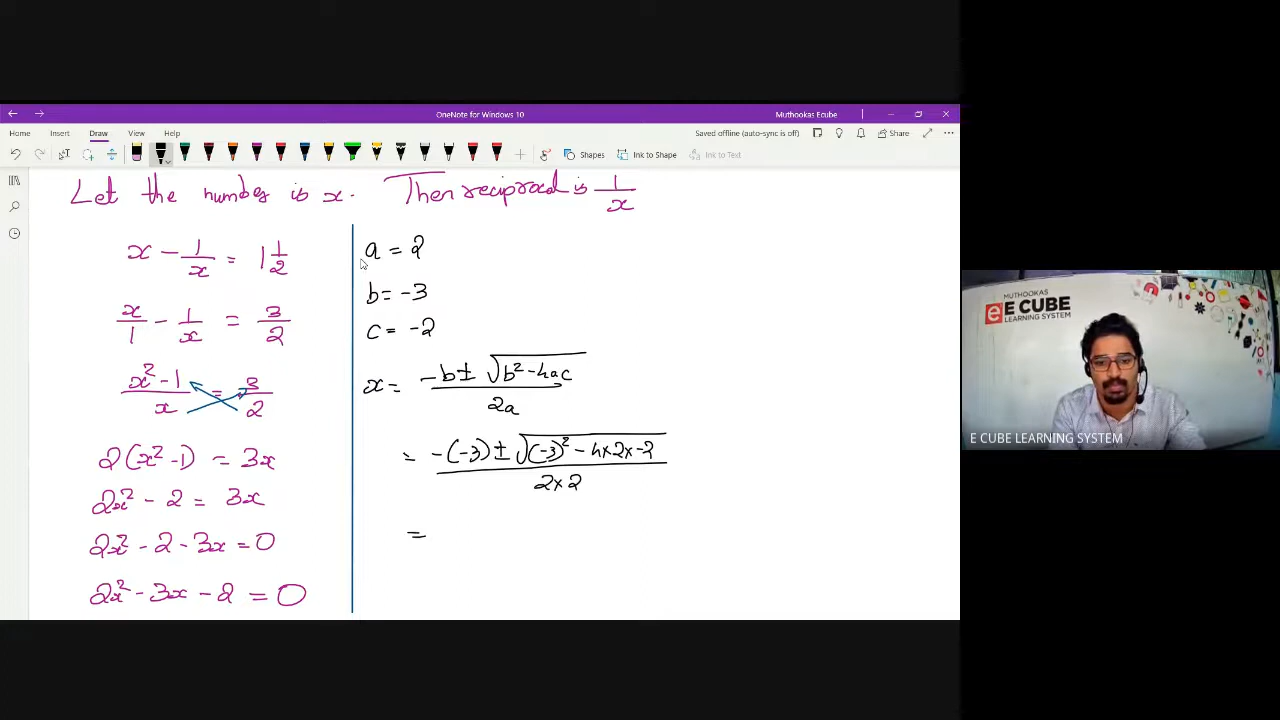 OneNote for Windows 10
Muthookas Ecube
Home Insert Draw View Help
Saved offline (auto-sync is off)
Share
Shapes
Ink to Shape
Ink to Text
Let the number is x. Then reciprocal is 1/x
x - 1/x = 1 1/2
x/1 - 1/x = 3/2
(x² - 1)/x = 3/2
2(x² - 1) = 3x
2x² - 2 = 3x
2x² - 2 - 3x = 0
2x² - 3x - 2 = 0
a = 2
b = -3
c = -2
x = (-b ± √(b² - 4ac))/2a
= (-(-3) ± √((-3)² - 4×2×-2))/(2×2)
=
MUTHOOKAS
E CUBE
LEARNING SYSTEM
E CUBE LEARNING SYSTEM